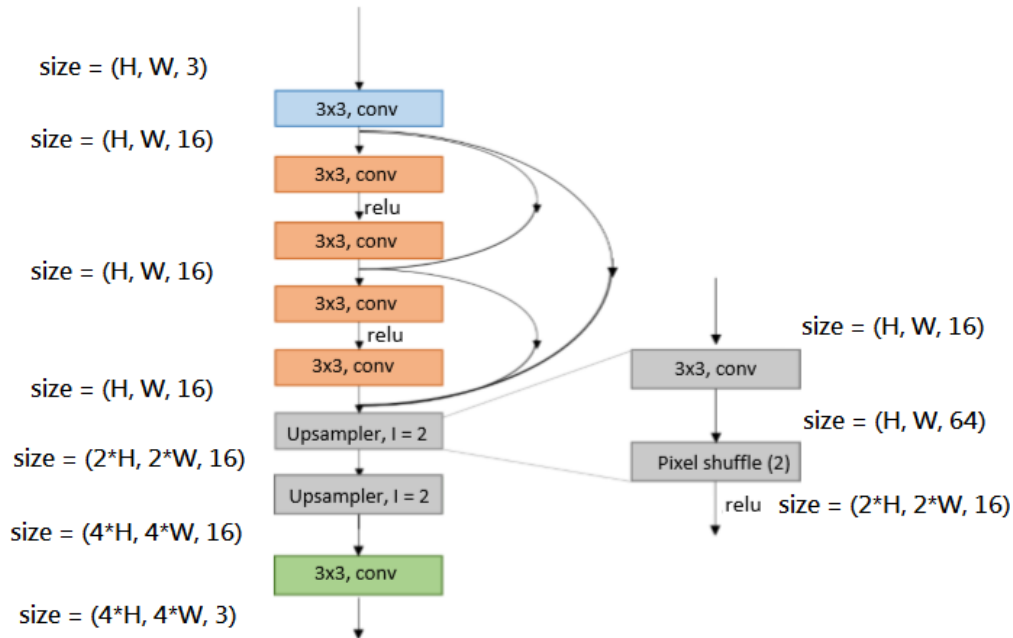 size = (H, W, 3)
3x3, conv
size = (H, W, 16)
3x3, conv
relu
3x3, conv
size = (H, W, 16)
3x3, conv
relu
3x3, conv
size = (H, W, 16)
Upsampler, I = 2
size = (2*H, 2*W, 16)
Upsampler, I = 2
size = (4*H, 4*W, 16)
3x3, conv
size = (4*H, 4*W, 3)
size = (H, W, 16)
3x3, conv
size = (H, W, 64)
Pixel shuffle (2)
relu
size = (2*H, 2*W, 16)